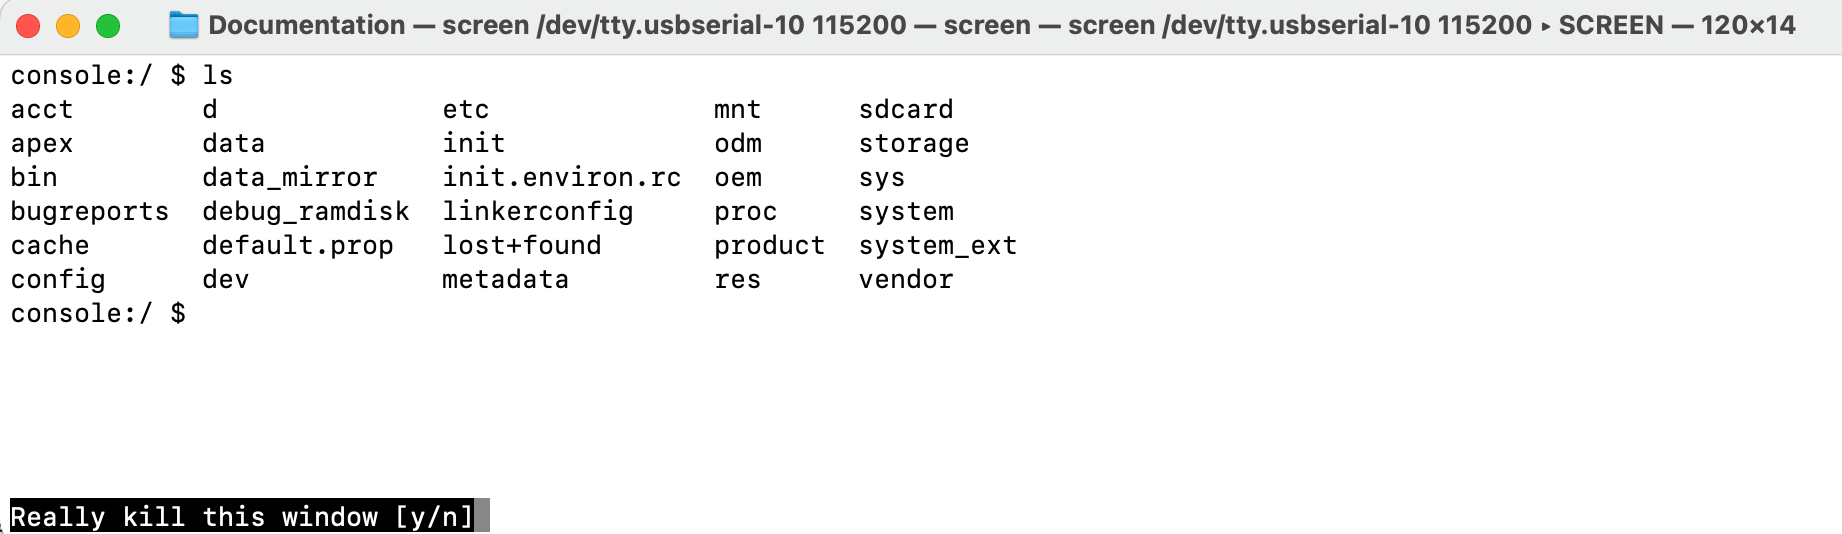 Documentation — screen /dev/tty.usbserial-10 115200 — screen — screen /dev/tty.usbserial-10 115200 ▸ SCREEN — 120×14
console:/ $ ls
acct        d              etc              mnt      sdcard
apex        data           init             odm      storage
bin         data_mirror    init.environ.rc  oem      sys
bugreports  debug_ramdisk  linkerconfig     proc     system
cache       default.prop   lost+found       product  system_ext
config      dev            metadata         res      vendor
console:/ $
Really kill this window [y/n]